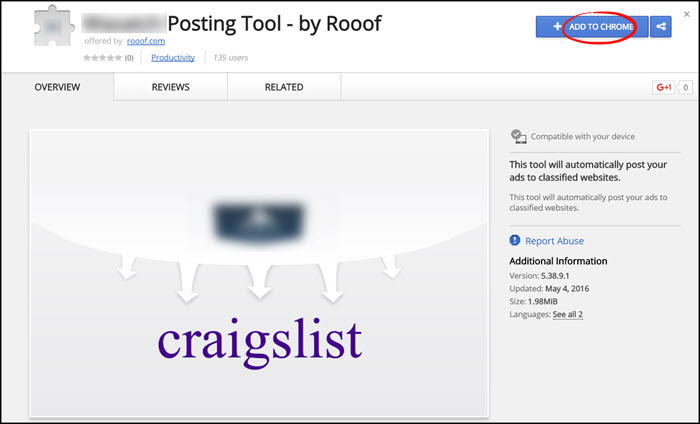 Posting Tool - by Rooof
offered by rooof.com
(0) Productivity 135 users
ADD TO CHROME
OVERVIEW REVIEWS RELATED
G+1 0
craigslist
Compatible with your device
This tool will automatically post your
ads to classified websites.
This tool will automatically post your ads to
classified websites.
Report Abuse
Additional Information
Version: 5.38.9.1
Updated: May 4, 2016
Size: 1.98MiB
Languages: See all 2